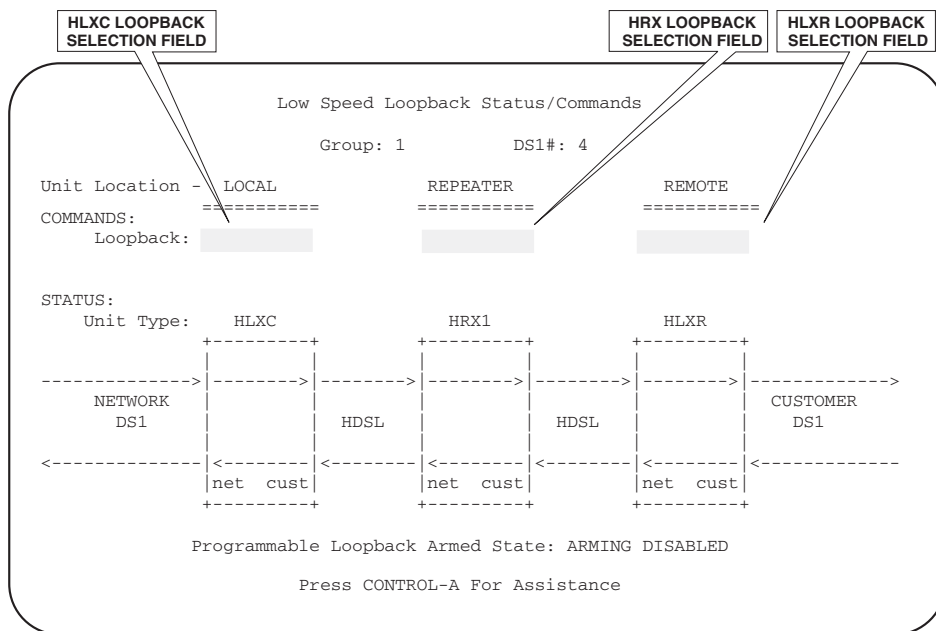 HLXC LOOPBACK
SELECTION FIELD
HRX LOOPBACK
SELECTION FIELD
HLXR LOOPBACK
SELECTION FIELD
Low Speed Loopback Status/Commands
Group: 1 DS1#: 4
Unit Location - LOCAL REPEATER REMOTE
=========== =========== ===========
COMMANDS:
Loopback:
STATUS:
Unit Type: HLXC HRX1 HLXR
+---------+ +---------+ +---------+
| | | | | |
-------------->|-------->|-------->|-------->|-------->|-------->|------------->
NETWORK | | | | | | CUSTOMER
DS1 | | HDSL | | HDSL | | DS1
| | | | | |
<--------------|<--------|<--------|<--------|<--------|<--------|<-------------
|net cust| |net cust| |net cust|
+---------+ +---------+ +---------+
Programmable Loopback Armed State: ARMING DISABLED
Press CONTROL-A For Assistance